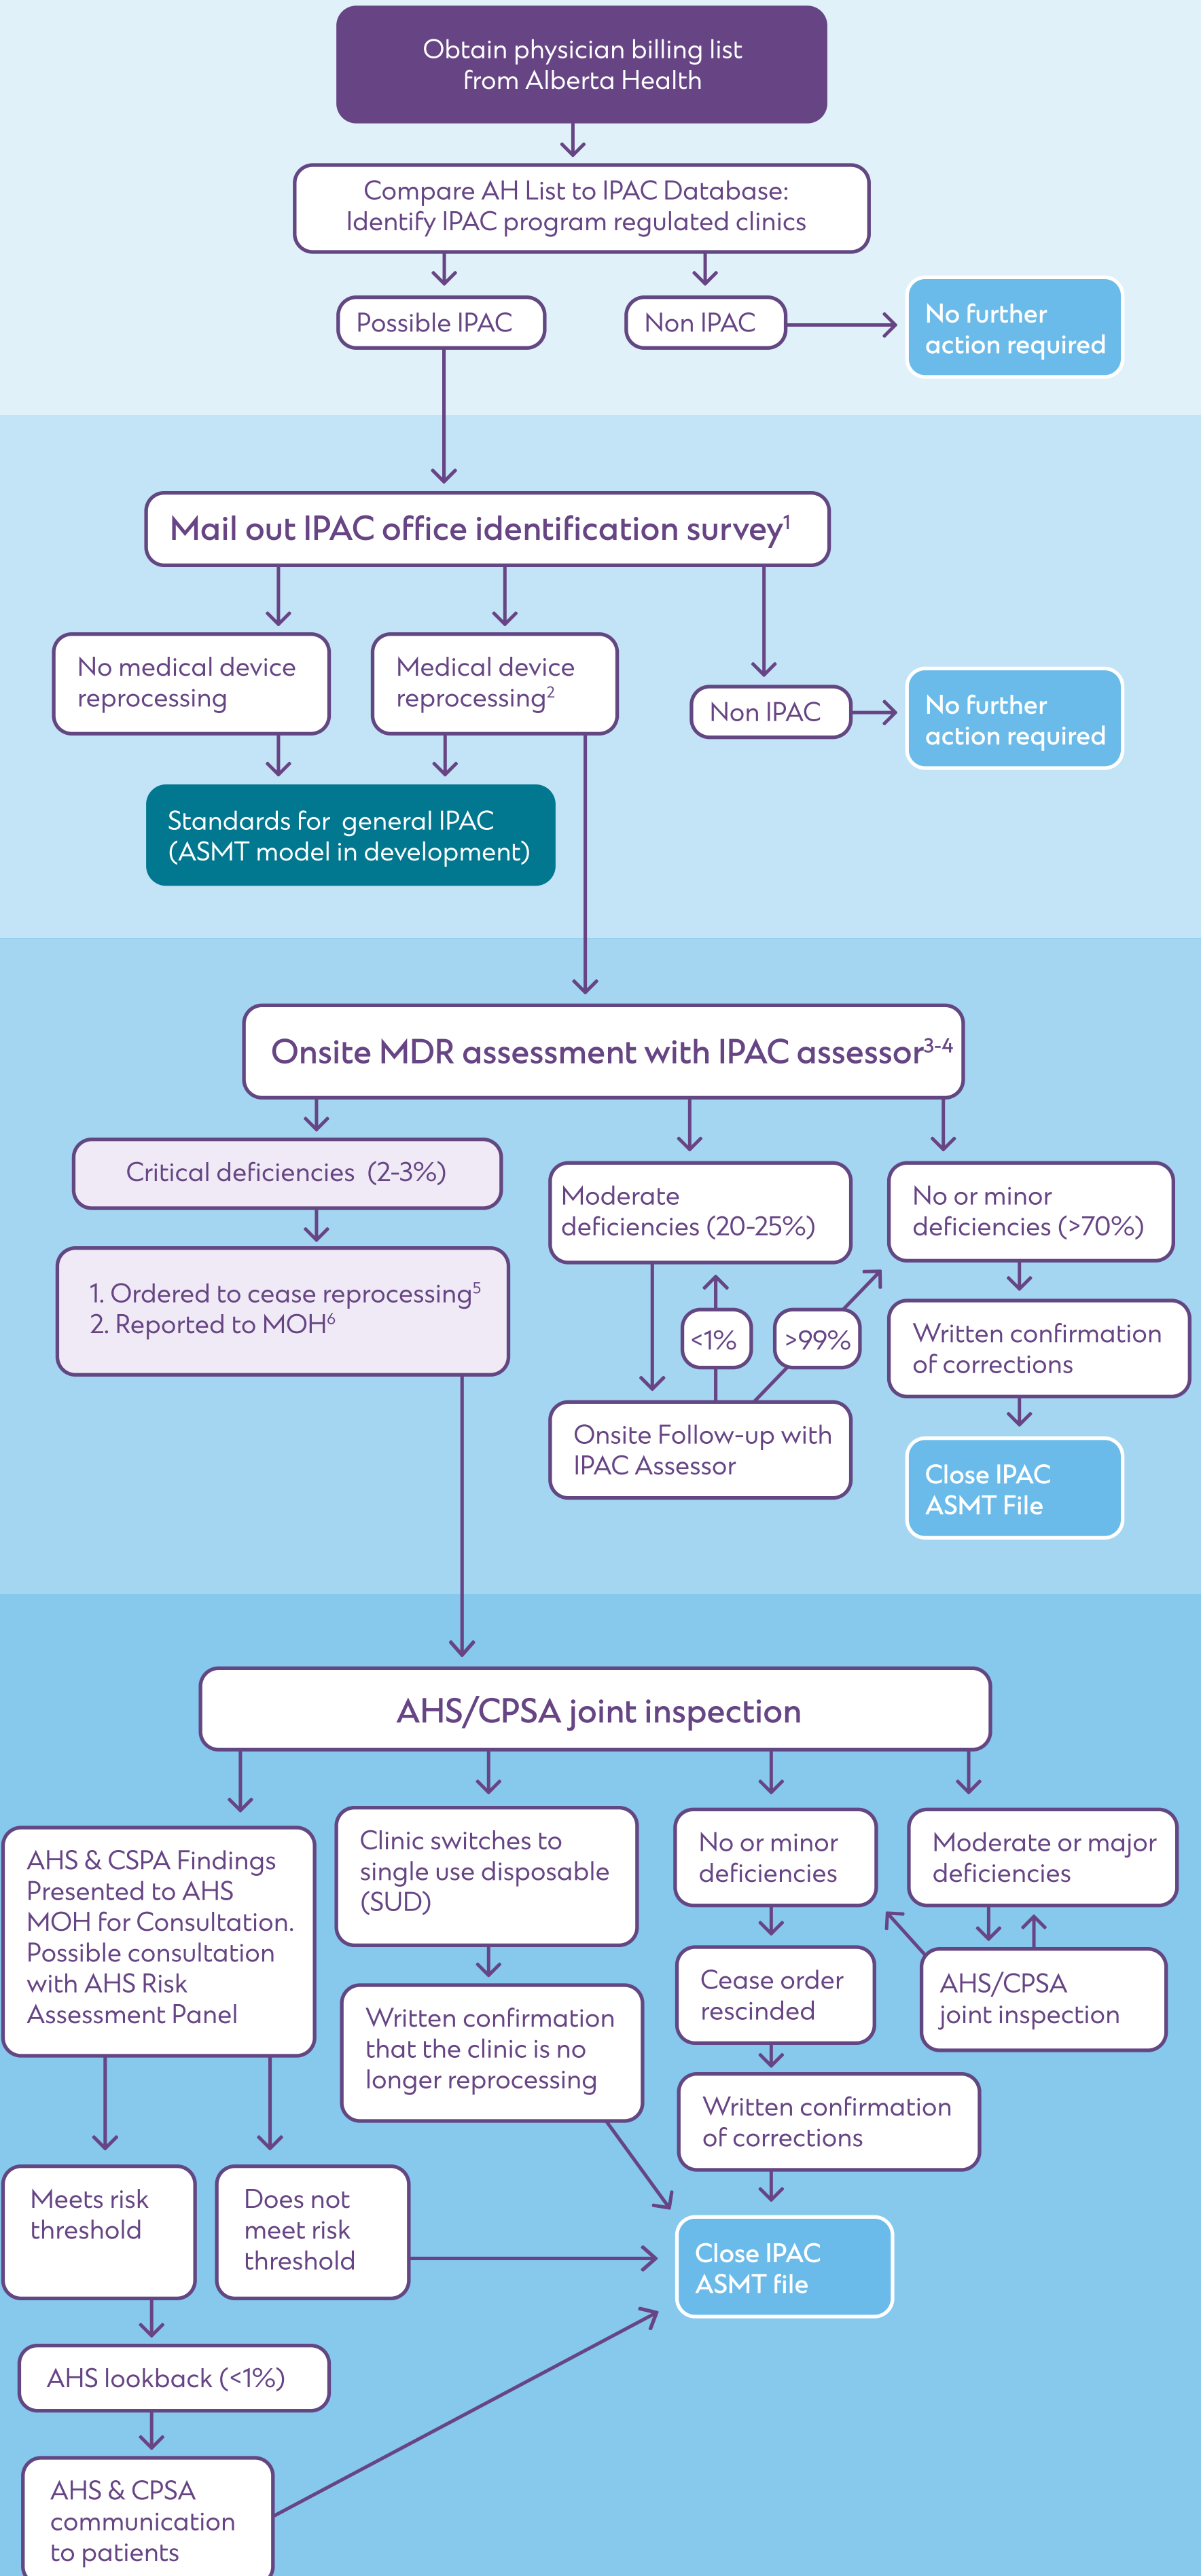 Obtain physician billing list
from Alberta Health
Compare AH List to IPAC Database:
Identify IPAC program regulated clinics
Possible IPAC
Non IPAC
No further
action required
Mail out IPAC office identification survey1
No medical device
reprocessing
Medical device
reprocessing2
Non IPAC
No further
action required
Standards for general IPAC
(ASMT model in development)
Onsite MDR assessment with IPAC assessor3-4
Critical deficiencies (2-3%)
1. Ordered to cease reprocessing5
2. Reported to MOH6
Moderate
deficiencies (20-25%)
No or minor
deficiencies (>70%)
<1%
>99%
Written confirmation
of corrections
Onsite Follow-up with
IPAC Assessor
Close IPAC
ASMT File
AHS/CPSA joint inspection
AHS & CSPA Findings
Presented to AHS
MOH for Consultation.
Possible consultation
with AHS Risk
Assessment Panel
Clinic switches to
single use disposable
(SUD)
No or minor
deficiencies
Moderate or major
deficiencies
Written confirmation
that the clinic is no
longer reprocessing
Cease order
rescinded
AHS/CPSA
joint inspection
Written confirmation
of corrections
Meets risk
threshold
Does not
meet risk
threshold
Close IPAC
ASMT file
AHS lookback (<1%)
AHS & CPSA
communication
to patients